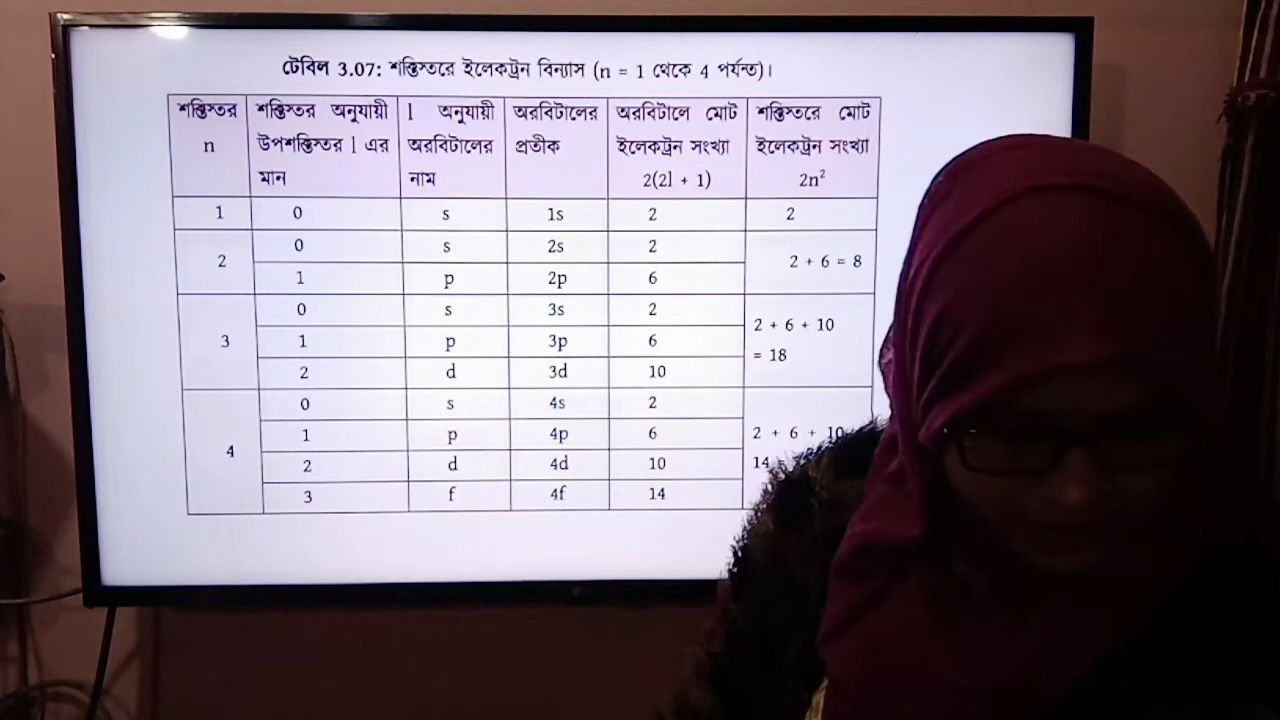 টেবিল 3.07: শক্তিস্তরে ইলেকট্রন বিন্যাস (n = 1 থেকে 4 পর্যন্ত)।
শক্তিস্তর n
শক্তিস্তর অনুযায়ী উপশক্তিস্তর l এর মান
l অনুযায়ী অরবিটালের নাম
অরবিটালের প্রতীক
অরবিটালে মোট ইলেকট্রন সংখ্যা 2(2l + 1)
শক্তিস্তরে মোট ইলেকট্রন সংখ্যা 2n²
1 0 s 1s 2 2
2 0 s 2s 2 2 + 6 = 8
1 p 2p 6
3 0 s 3s 2 2 + 6 + 10 = 18
1 p 3p 6
2 d 3d 10
4 0 s 4s 2
1 p 4p 6 2 + 6 + 10
2 d 4d 10 14 =
3 f 4f 14